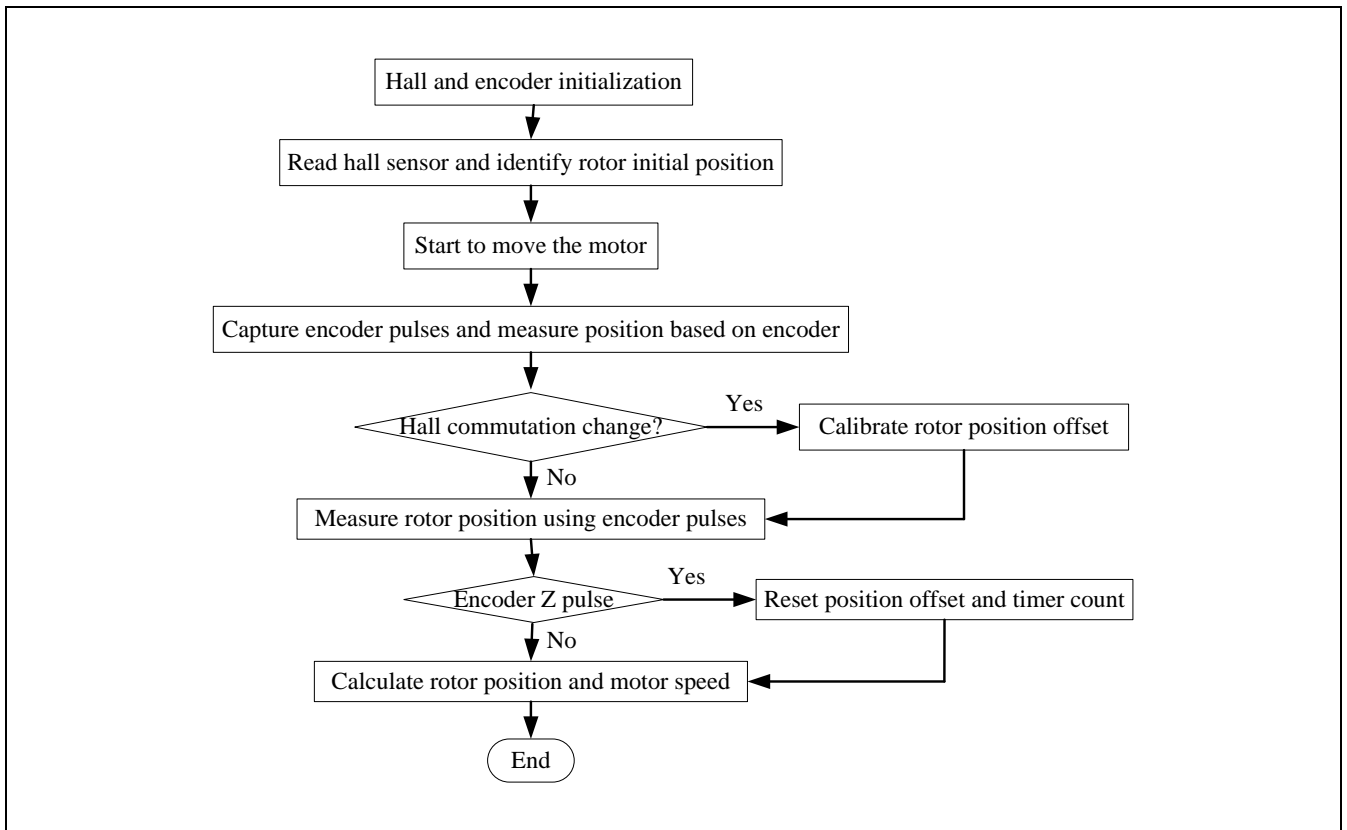 Hall and encoder initialization
Read hall sensor and identify rotor initial position
Start to move the motor
Capture encoder pulses and measure position based on encoder
Hall commutation change?
Yes
Calibrate rotor position offset
No
Measure rotor position using encoder pulses
Encoder Z pulse
Yes
Reset position offset and timer count
No
Calculate rotor position and motor speed
End